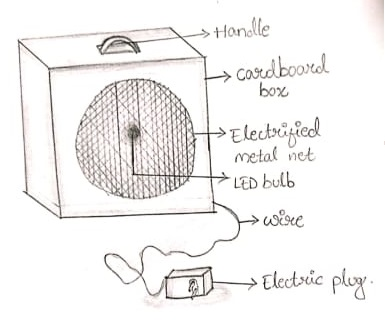 Handle
cardboard
box
Electrified
metal net
LED bulb
wire
Electric plug.